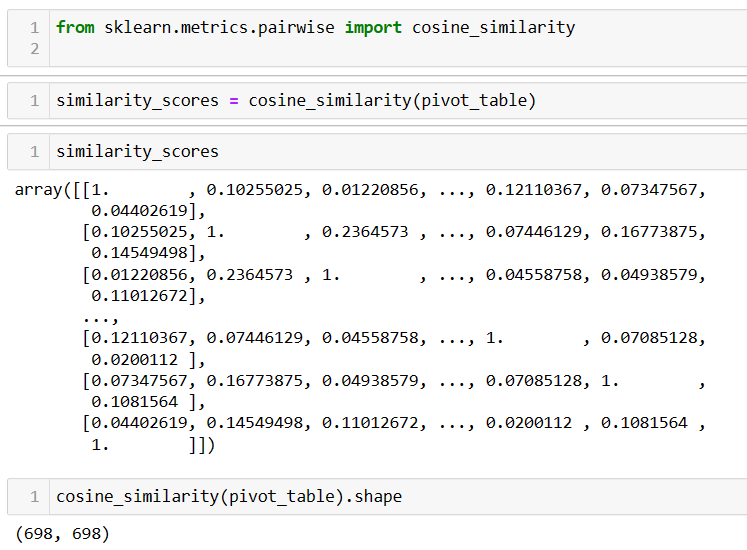 1 from sklearn.metrics.pairwise import cosine_similarity
2
1 similarity_scores = cosine_similarity(pivot_table)
1 similarity_scores
array([[1.        , 0.10255025, 0.01220856, ..., 0.12110367, 0.07347567,
        0.04402619],
       [0.10255025, 1.        , 0.2364573 , ..., 0.07446129, 0.16773875,
        0.14549498],
       [0.01220856, 0.2364573 , 1.        , ..., 0.04558758, 0.04938579,
        0.11012672],
       ...,
       [0.12110367, 0.07446129, 0.04558758, ..., 1.        , 0.07085128,
        0.0200112 ],
       [0.07347567, 0.16773875, 0.04938579, ..., 0.07085128, 1.        ,
        0.1081564 ],
       [0.04402619, 0.14549498, 0.11012672, ..., 0.0200112 , 0.1081564 ,
        1.        ]])
1 cosine_similarity(pivot_table).shape
(698, 698)